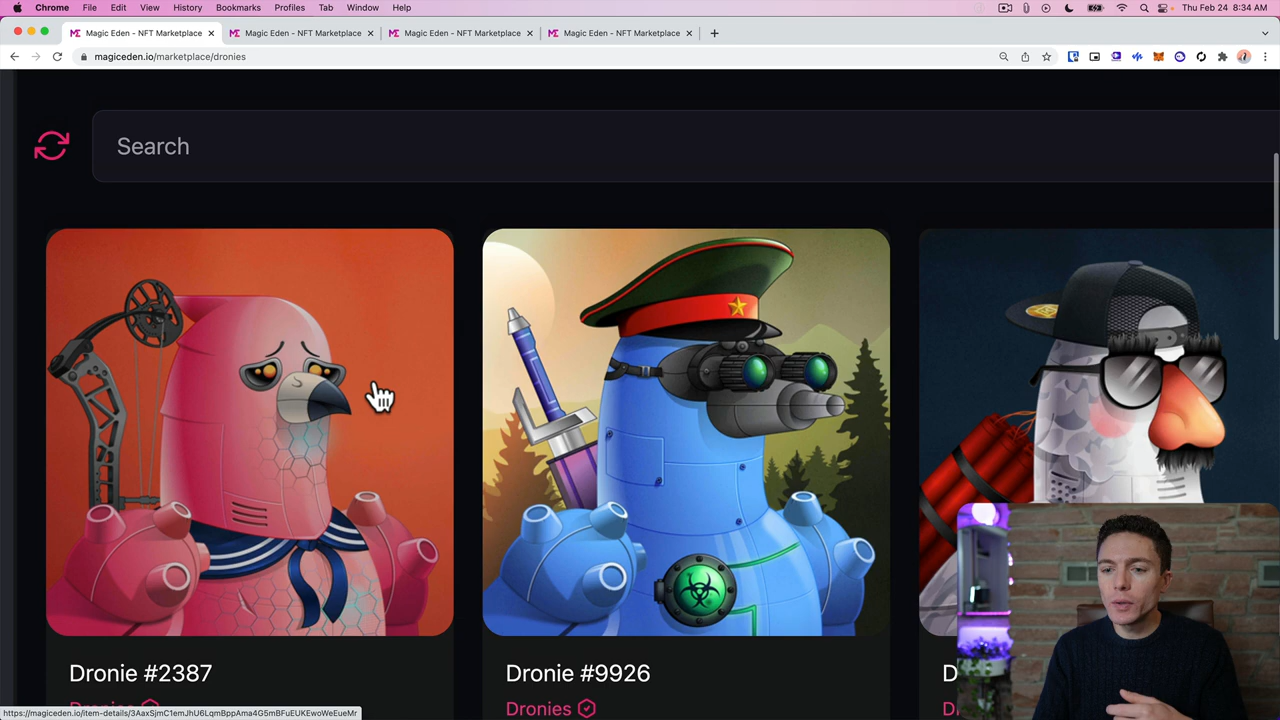 Chrome File Edit View History Bookmarks Profiles Tab Window Help Thu Feb 24 8:34 AM
Magic Eden - NFT Marketplace Magic Eden - NFT Marketplace Magic Eden - NFT Marketplace Magic Eden - NFT Marketplace
magiceden.io/marketplace/dronies
Search
Dronie #2387 Dronie #9926 D
Dronies Dronies D
https://magiceden.io/item-details/3AaxSjmC1emJhU6LqmBppAma4G5mBFuEUKEwoWeEueMr